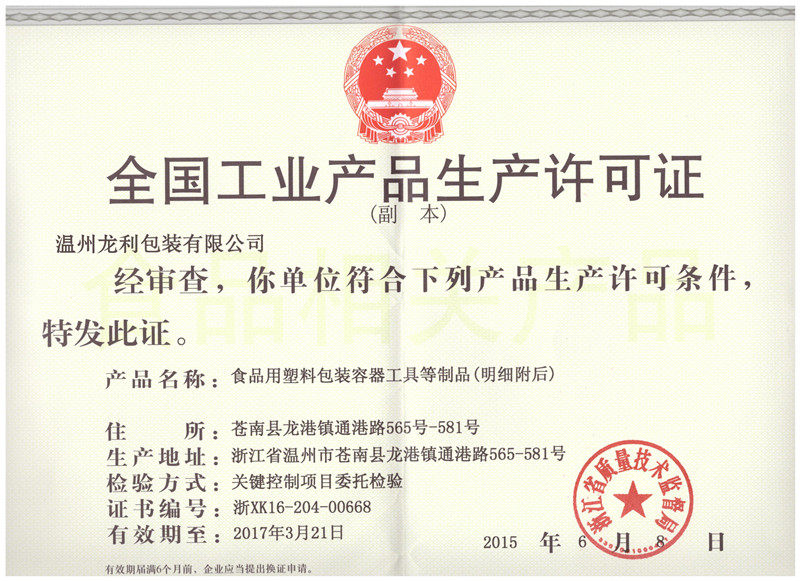 全国工业产品生产许可证
(副 本)
温州龙利包装有限公司
食品相关产品
经审查，你单位符合下列产品生产许可条件，
特发此证。
产品名称：食品用塑料包装容器工具等制品(明细附后)
住 所：苍南县龙港镇通港路565号-581号
生产地址：浙江省温州市苍南县龙港镇通港路565-581号
检验方式：关键控制项目委托检验
证书编号：浙XK16-204-00668
有效期至：2017年3月21日
浙江省质量技术监督局
2015 年 6 月 8 日
有效期届满6个月前，企业应当提出换证申请。